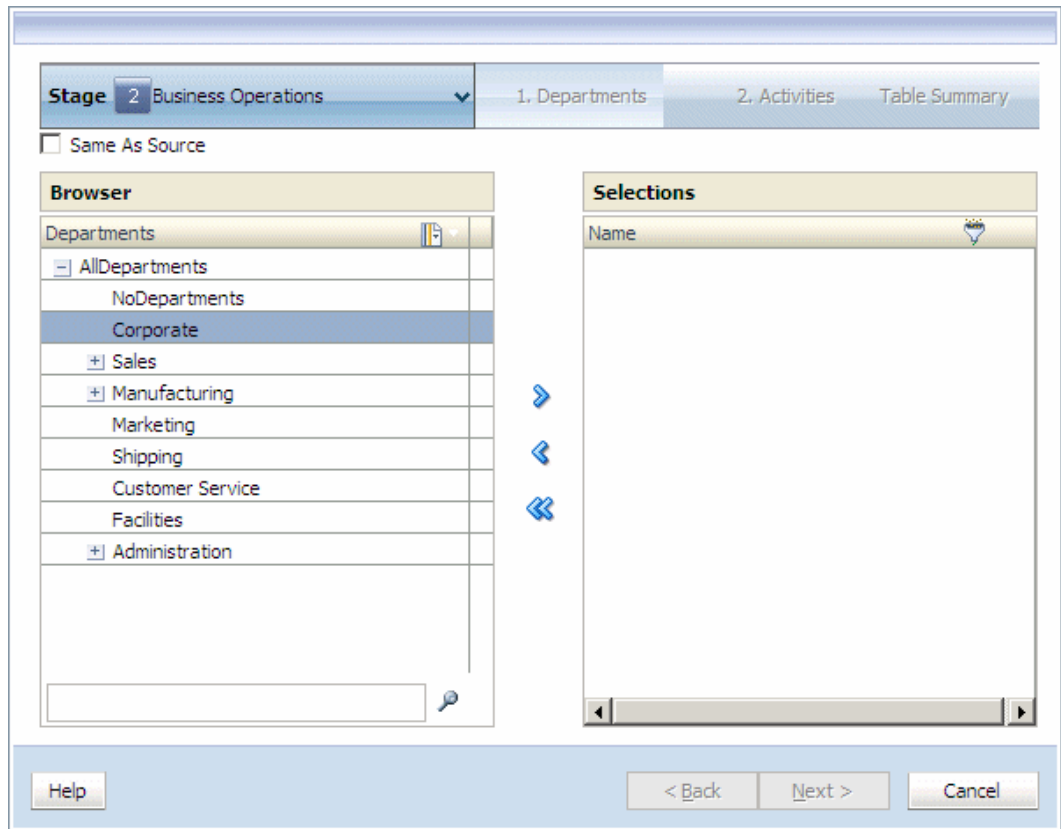 Stage 2 Business Operations 1. Departments 2. Activities Table Summary
Same As Source
Browser
Departments
AllDepartments
NoDepartments
Corporate
Sales
Manufacturing
Marketing
Shipping
Customer Service
Facilities
Administration
Selections
Name
Help < Back Next > Cancel